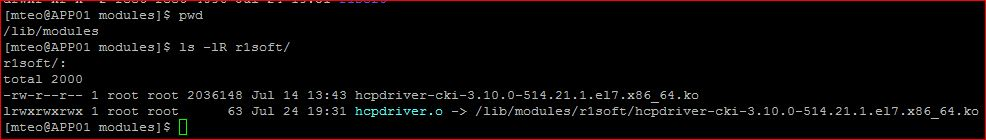 [mteo@APP01 modules]$ pwd
/lib/modules
[mteo@APP01 modules]$ ls -lR r1soft/
r1soft/:
total 2000
-rw-r--r-- 1 root root 2036148 Jul 14 13:43 hcpdriver-cki-3.10.0-514.21.1.el7.x86_64.ko
lrwxrwxrwx 1 root root      63 Jul 24 19:31 hcpdriver.o -> /lib/modules/r1soft/hcpdriver-cki-3.10.0-514.21.1.el7.x86_64.ko
[mteo@APP01 modules]$